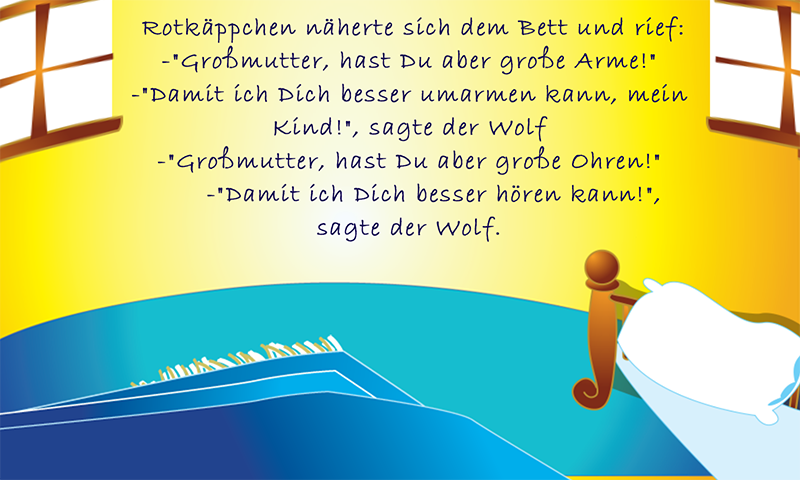 Rotkäppchen näherte sich dem Bett und rief:
-"Großmutter, hast Du aber große Arme!"
-"Damit ich Dich besser umarmen kann, mein
Kind!", sagte der Wolf
-"Großmutter, hast Du aber große Ohren!"
-"Damit ich Dich besser hören kann!",
sagte der Wolf.